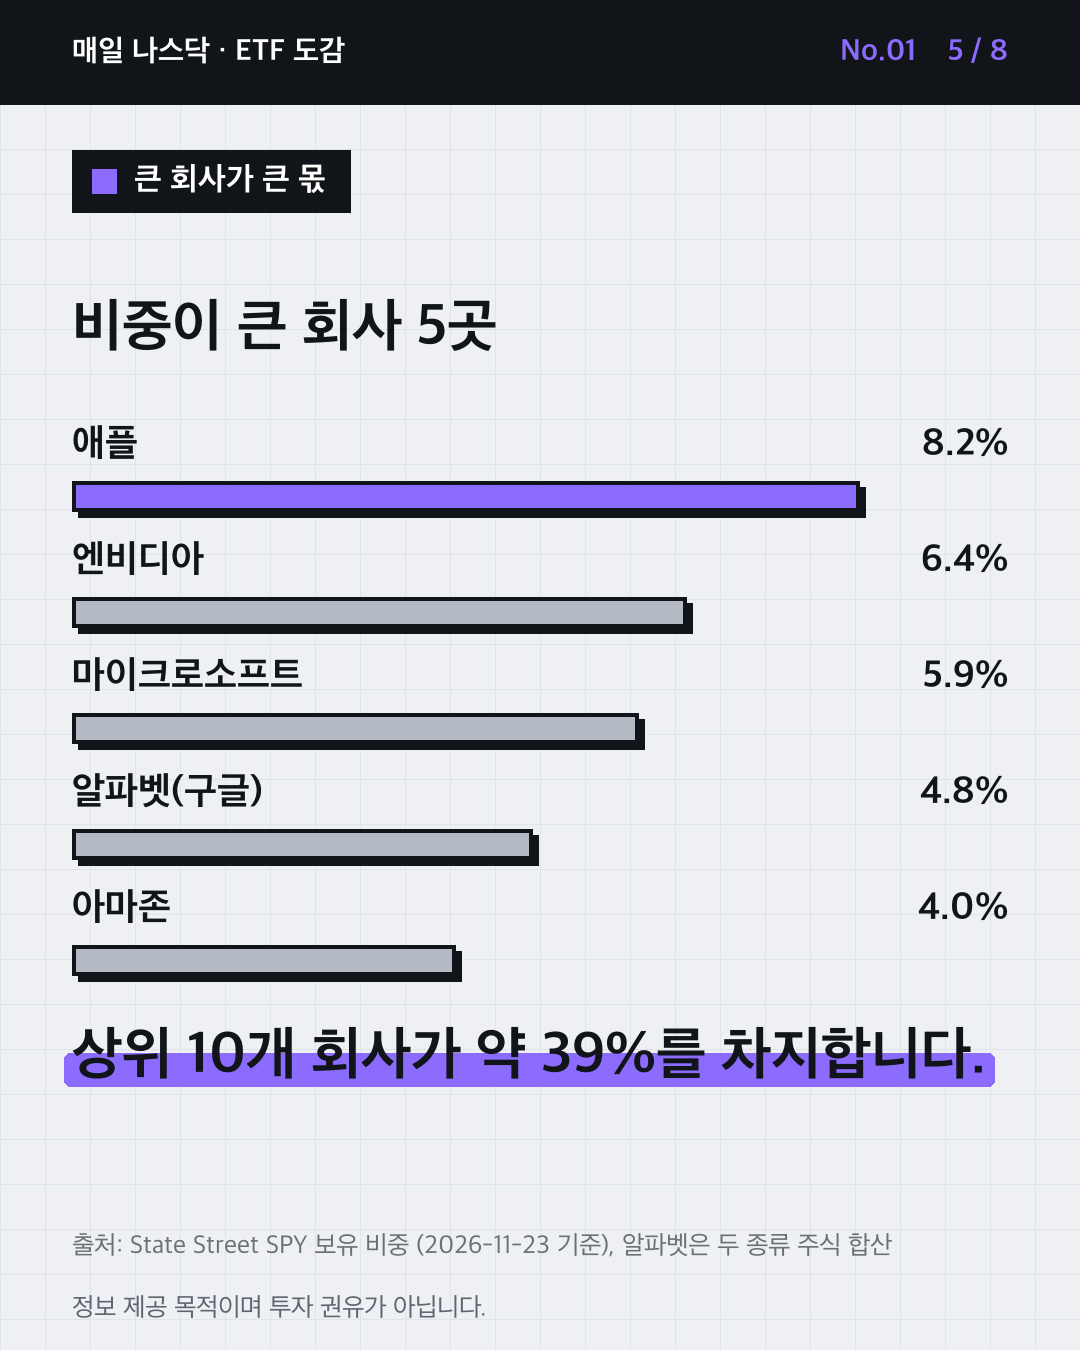 매일 나스닥 · ETF 도감
No.01 5 / 8
큰 회사가 큰 몫
비중이 큰 회사 5곳
애플 8.2%
엔비디아 6.4%
마이크로소프트 5.9%
알파벳(구글) 4.8%
아마존 4.0%
상위 10개 회사가 약 39%를 차지합니다.
출처: State Street SPY 보유 비중 (2026-11-23 기준), 알파벳은 두 종류 주식 합산
정보 제공 목적이며 투자 권유가 아닙니다.